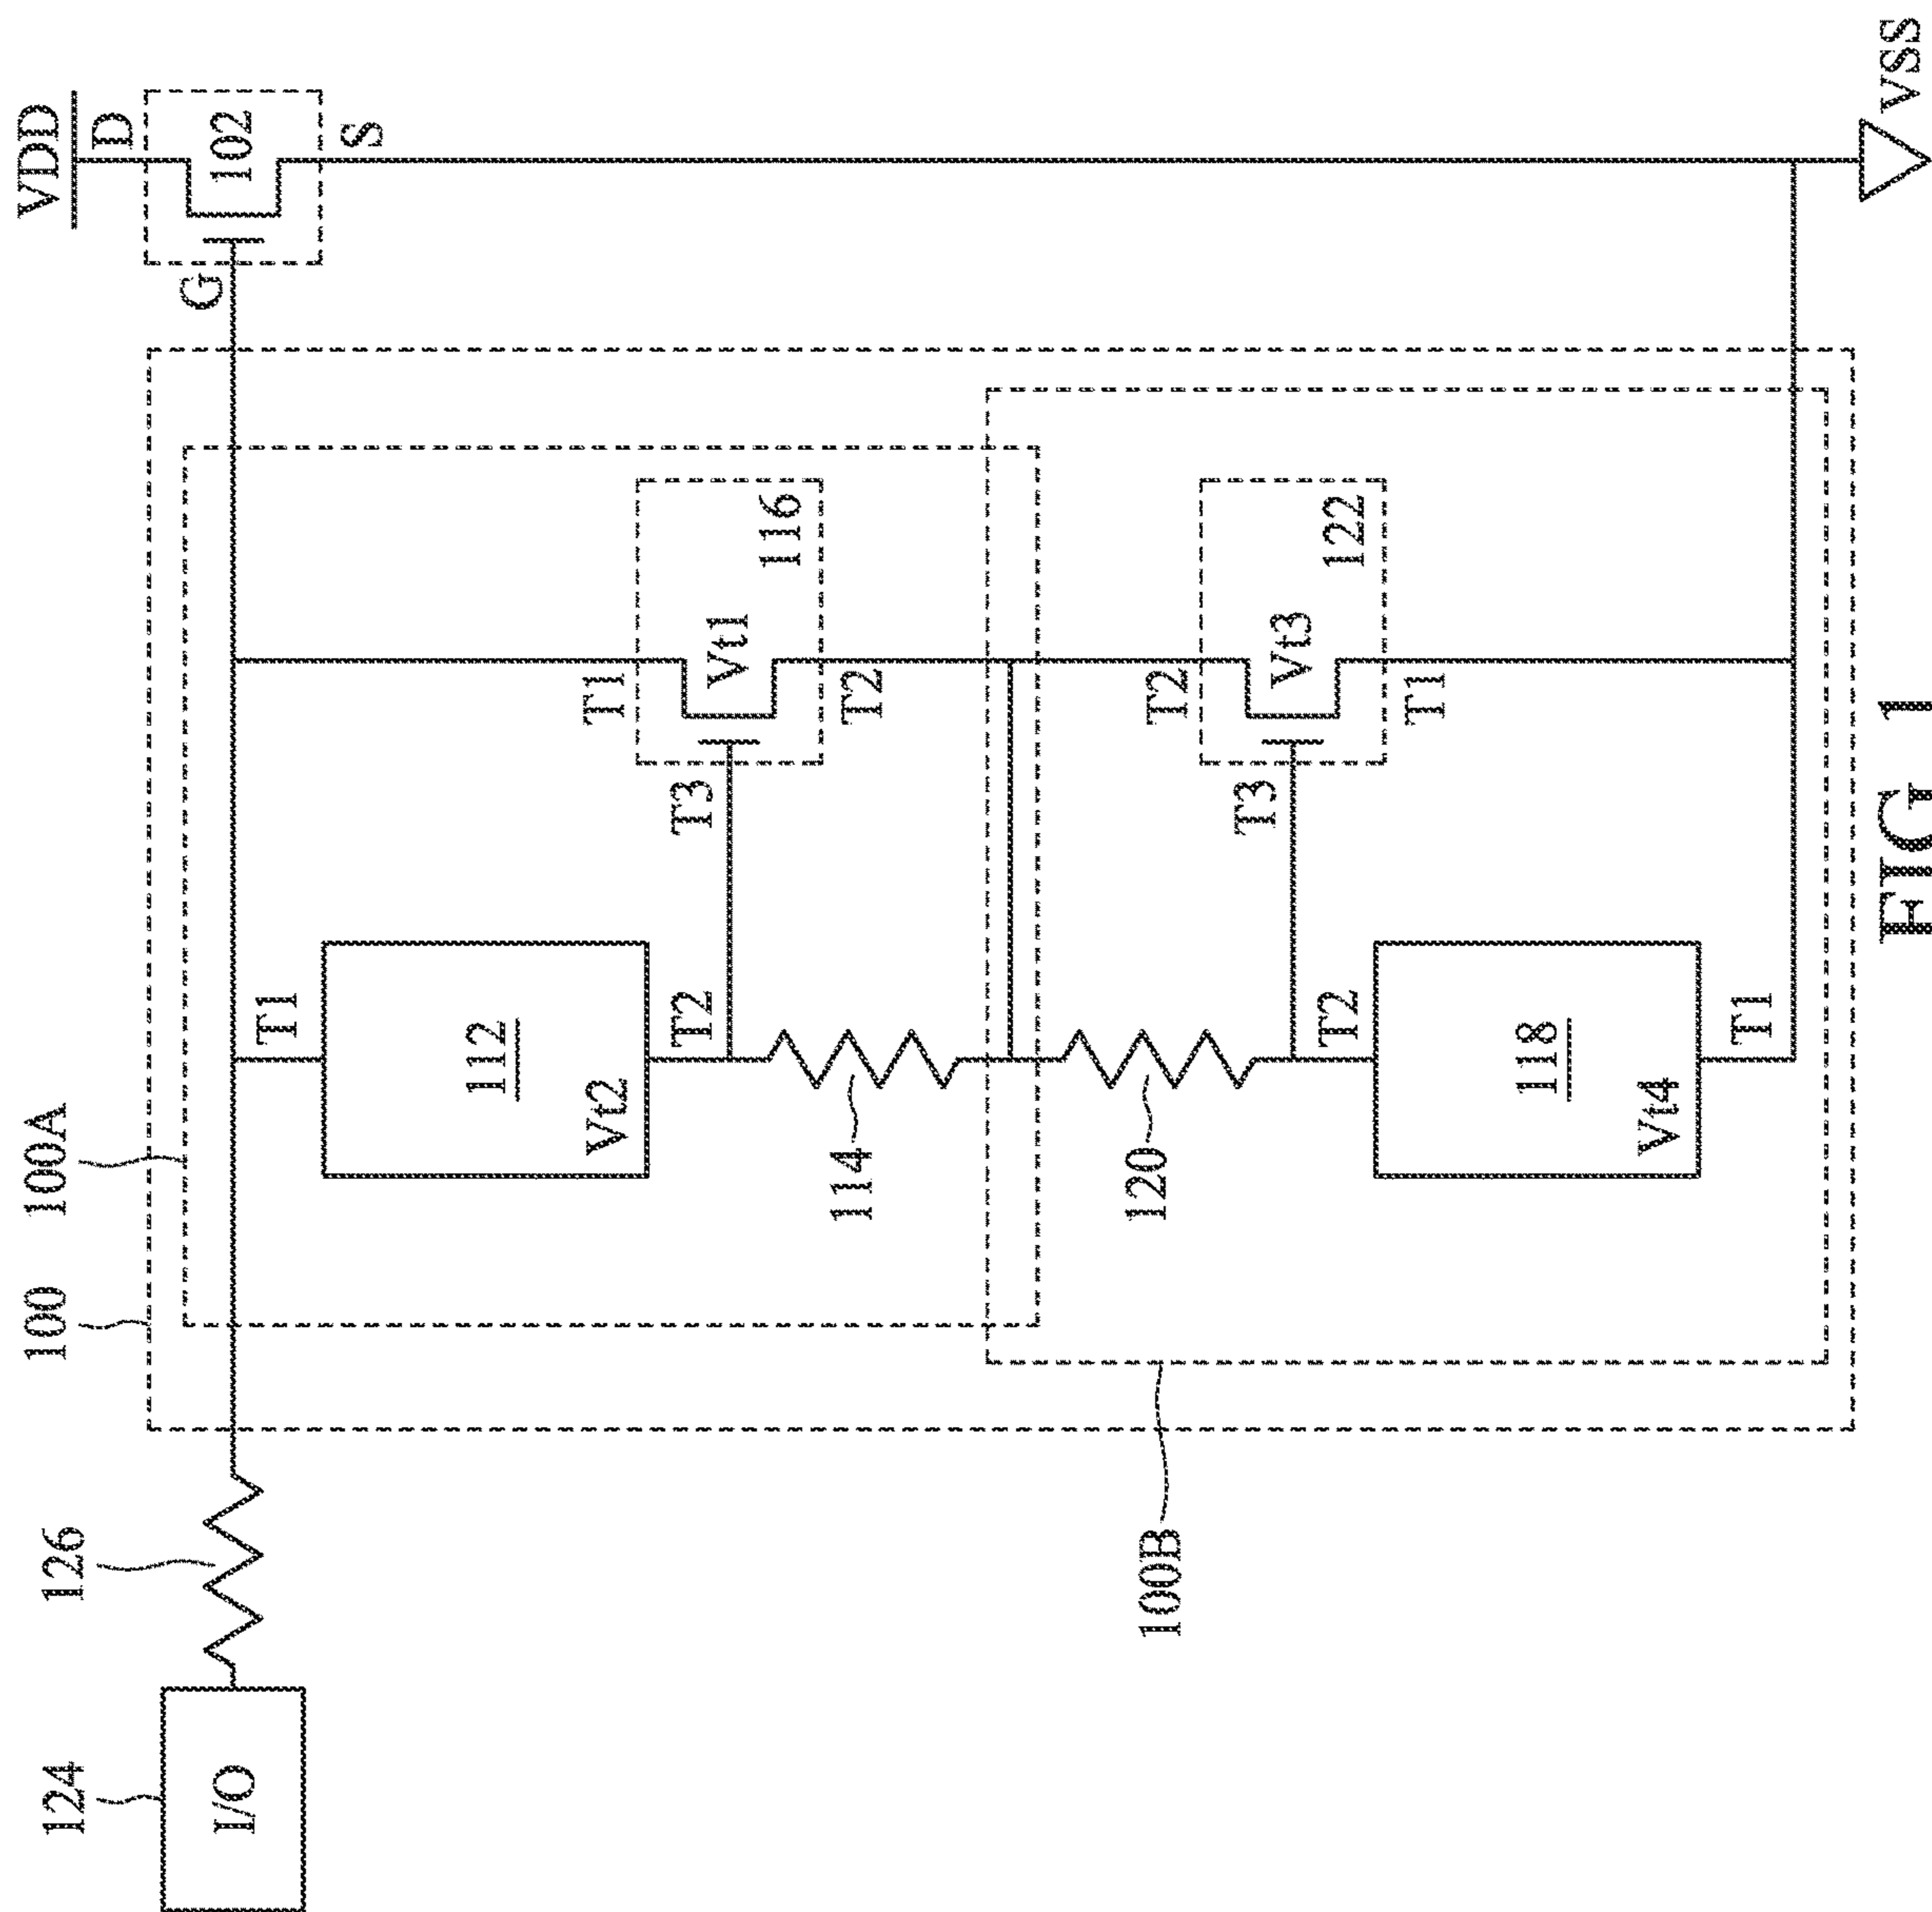 VDD
D
102
S
G
100
100A
T1
112
Vt2
T2
T1
Vt1
116
T3
T2
114
126
124
I/O
120
T2
Vt3
122
T3
T1
T2
118
Vt4
T1
100B
VSS
FIG 1